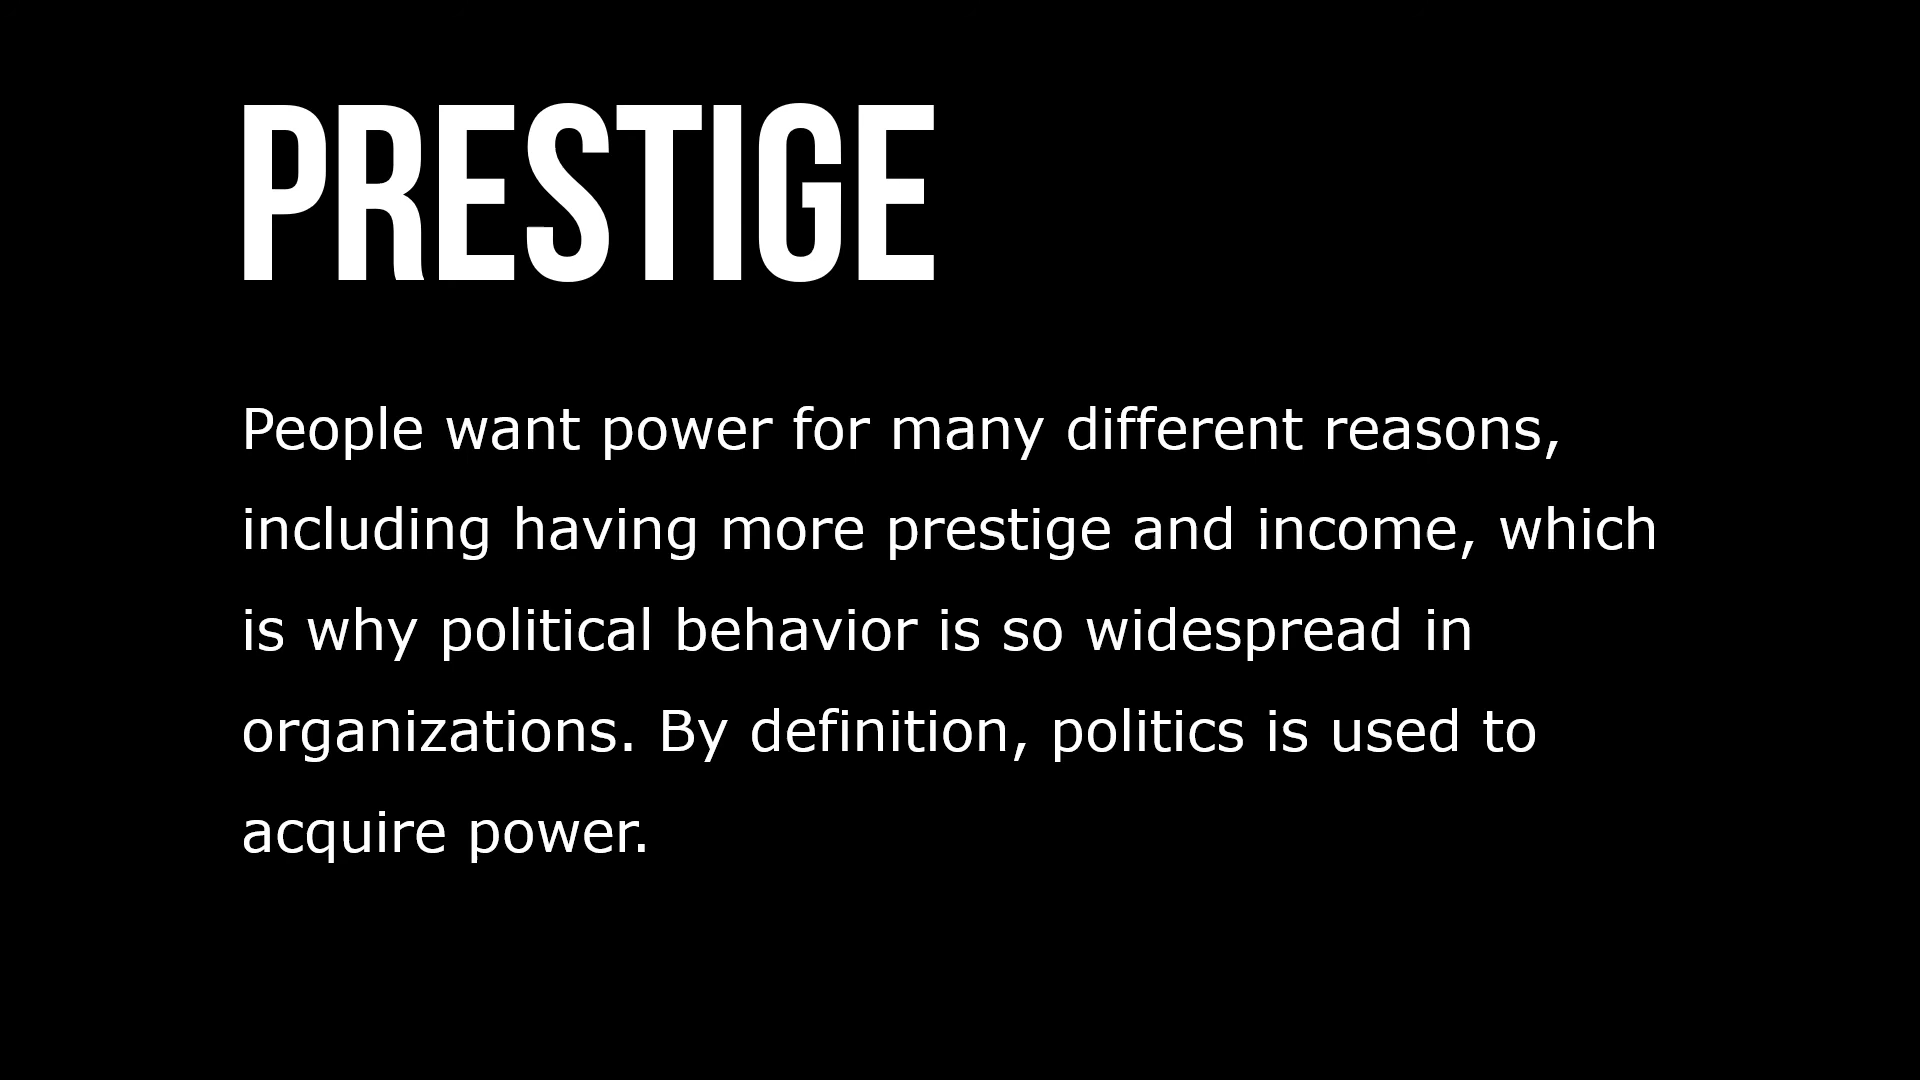 PRESTIGE
People want power for many different reasons,
including having more prestige and income, which
is why political behavior is so widespread in
organizations. By definition, politics is used to
acquire power.